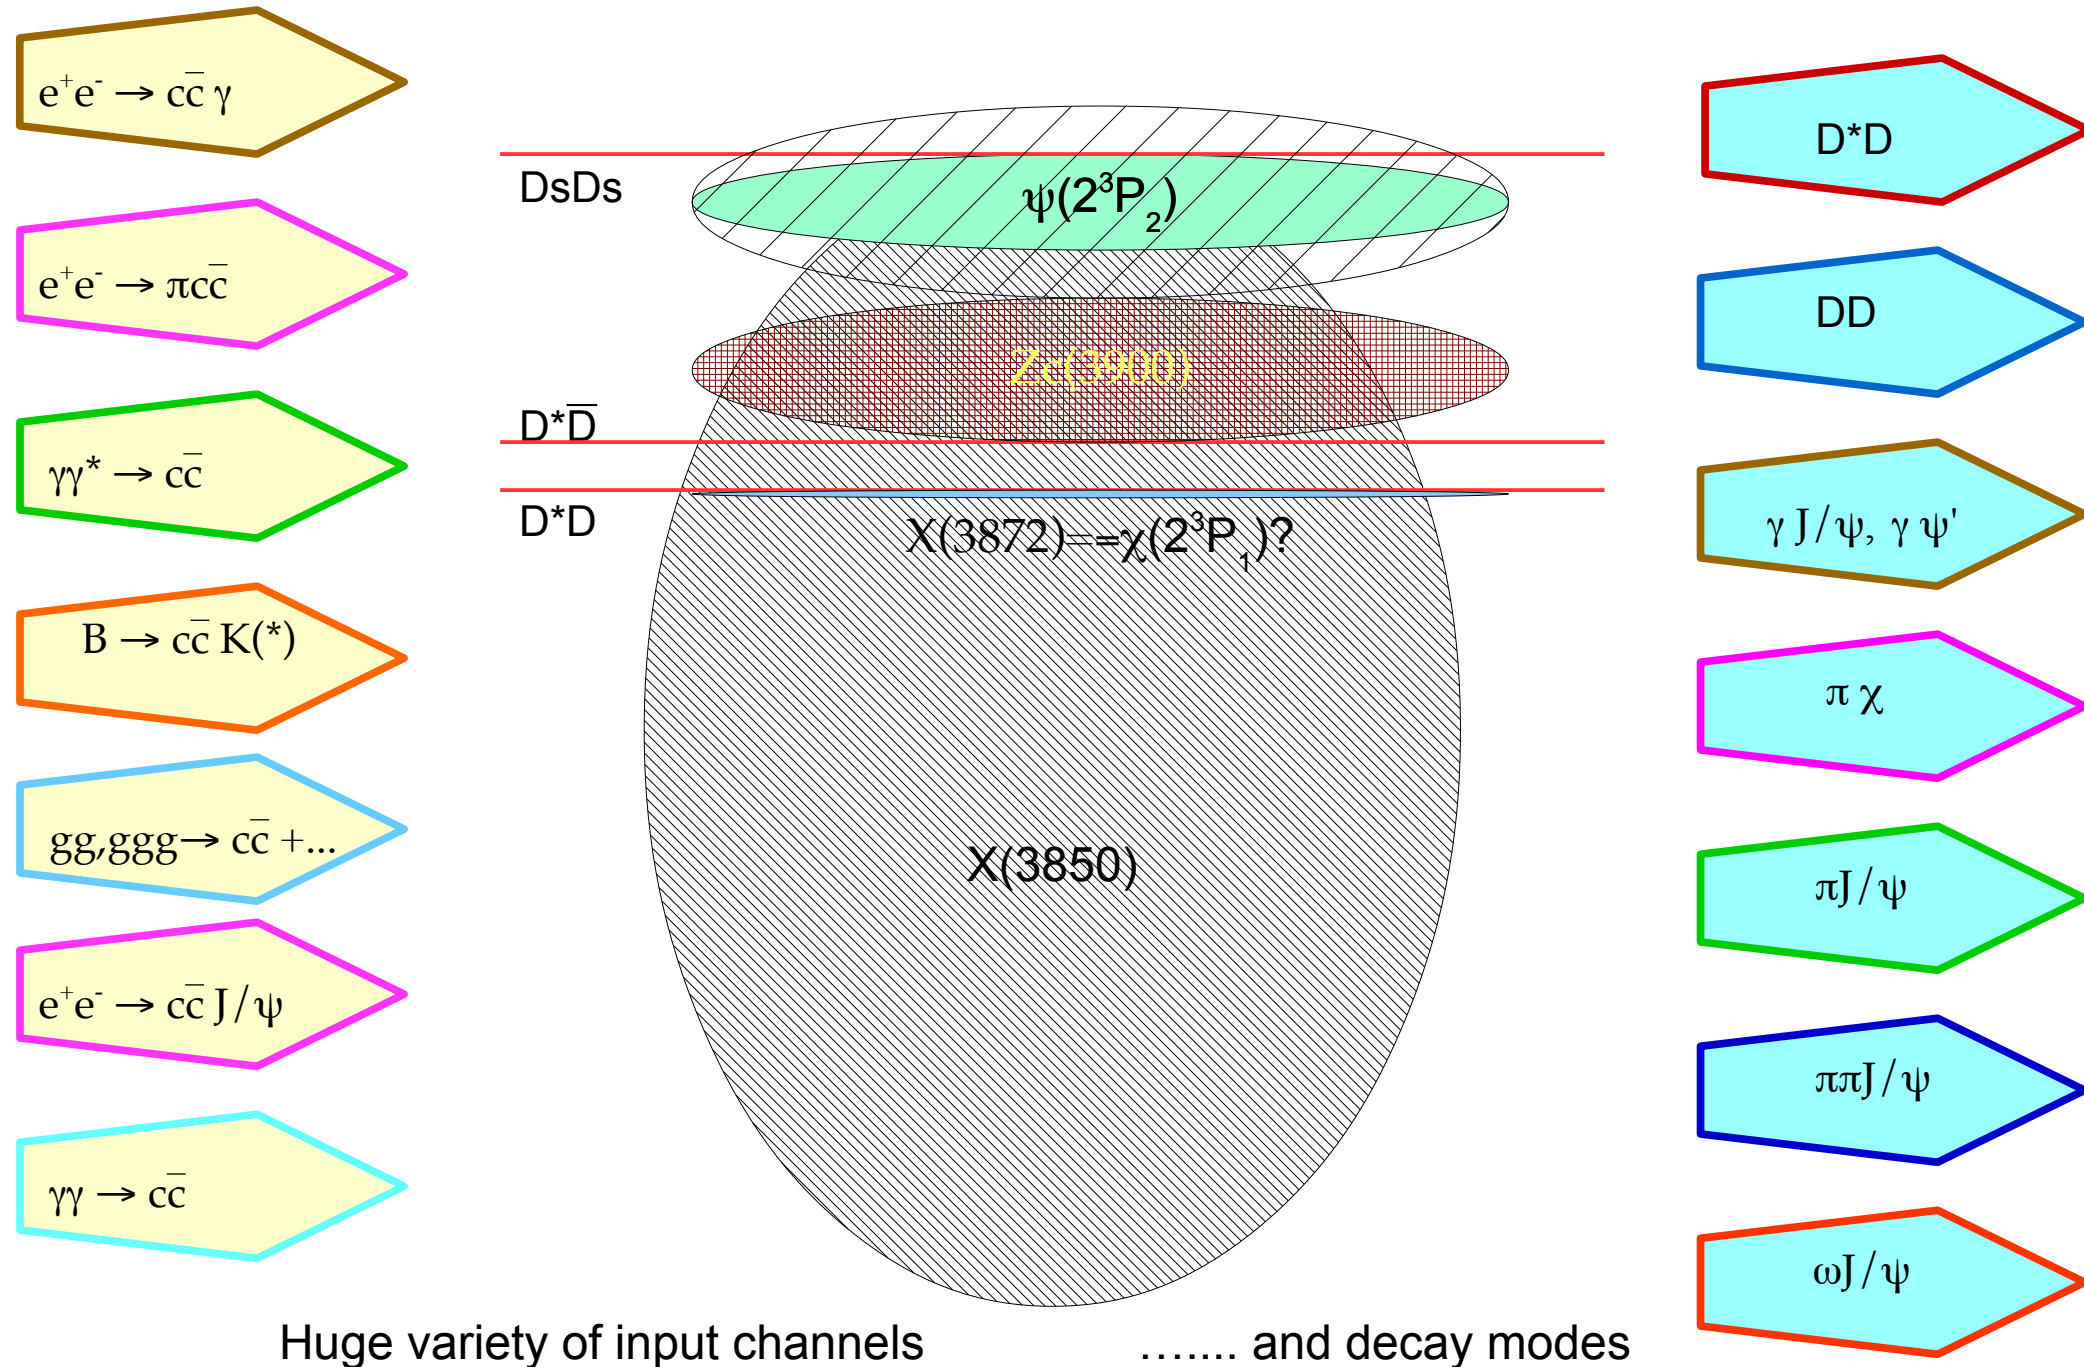 e⁺e⁻ → cc̅ γ
e⁺e⁻ → πcc̅
γγ* → cc̅
B → cc̅ K(*)
gg,ggg→ cc̅ +...
e⁺e⁻ → cc̅ J/ψ
γγ → cc̅
DsDs
ψ(2³P₂)
Zc(3900)
D*D̅
D*D
X(3872)==χ(2³P₁)?
X(3850)
D*D
DD
γ J/ψ, γ ψ'
π χ
πJ/ψ
ππJ/ψ
ωJ/ψ
Huge variety of input channels ….... and decay modes